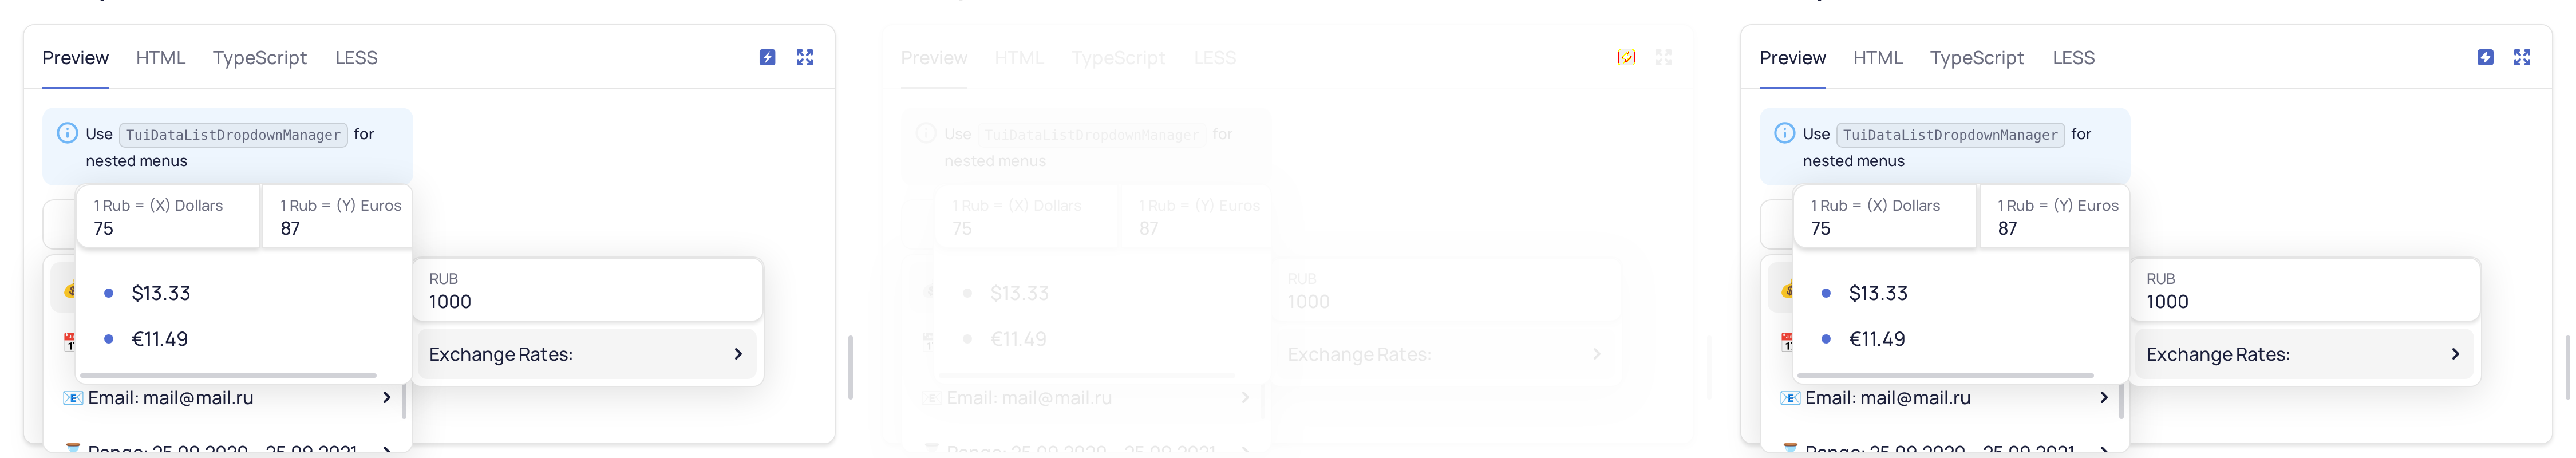 Preview HTML TypeScript LESS
Use TuiDataListDropdownManager for
nested menus
1 Rub = (X) Dollars 1 Rub = (Y) Euros
75 87
$13.33
€11.49
RUB
1000
Exchange Rates:
Email: mail@mail.ru
Range: 25.09.2020 - 25.09.2021
Preview HTML TypeScript LESS
Use TuiDataListDropdownManager for
nested menus
1 Rub = (X) Dollars 1 Rub = (Y) Euros
75 87
$13.33
€11.49
RUB
1000
Exchange Rates:
Email: mail@mail.ru
Range: 25.09.2020 - 25.09.2021
Preview HTML TypeScript LESS
Use TuiDataListDropdownManager for
nested menus
1 Rub = (X) Dollars 1 Rub = (Y) Euros
75 87
$13.33
€11.49
RUB
1000
Exchange Rates:
Email: mail@mail.ru
Range: 25.09.2020 - 25.09.2021